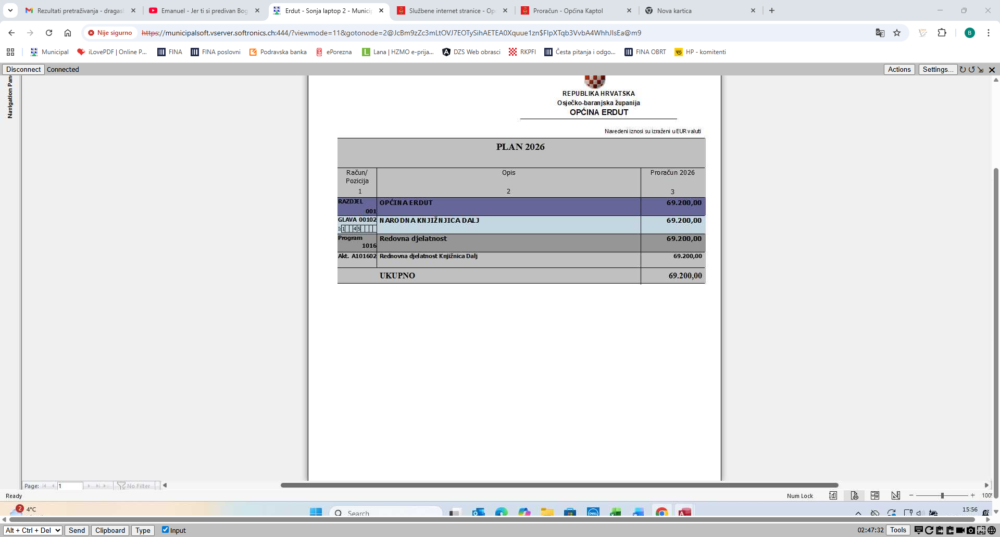 Rezultati pretraživanja - dragas
Emanuel - Jer ti si predivan Bog
Erdut - Sonja laptop 2 - Munici
Službene internet stranice - Op
Proračun - Općina Kaptol
Nova kartica
Nije sigurno
https://municipalsoft.vserver.softronics.ch:444/?viewmode=11&gotonode=2@JcBm9zZc3mLtOVJ7EOTySihAETEA0Xquue1zn$FlpXTqb3VvbA4WhhJlsEa@m9
B
Municipal
iLovePDF | Online P...
FINA
FINA poslovni
Podravska banka
ePorezna
Lana | HZMO e-prija...
DZS Web obrasci
RKPFI
Česta pitanja i odgo...
FINA OBRT
HP - komitenti
Disconnect Connected
Actions Settings...
Navigation Pan
REPUBLIKA HRVATSKA
Osječko-baranjska županija
OPĆINA ERDUT
Navedeni iznosi su izraženi u EUR valuti
PLAN 2026
Račun/
Pozicija
Opis
Proračun 2026
1 2 3
RAZDJEL
001
OPĆINA ERDUT 69.200,00
GLAVA 00102 NARODNA KNJIŽNJICA DALJ 69.200,00
I: 1 4 5
Program
1016
Redovna djelatnost 69.200,00
Akt. A101602 Rednovna djelatnost Knjižnica Dalj 69.200,00
UKUPNO 69.200,00
Page: 1 No Filter
Ready
Num Lock
100%
2
4°C
Search
DELL
15:56
Alt + Ctrl + Del Send Clipboard Type Input
02:47:32 Tools